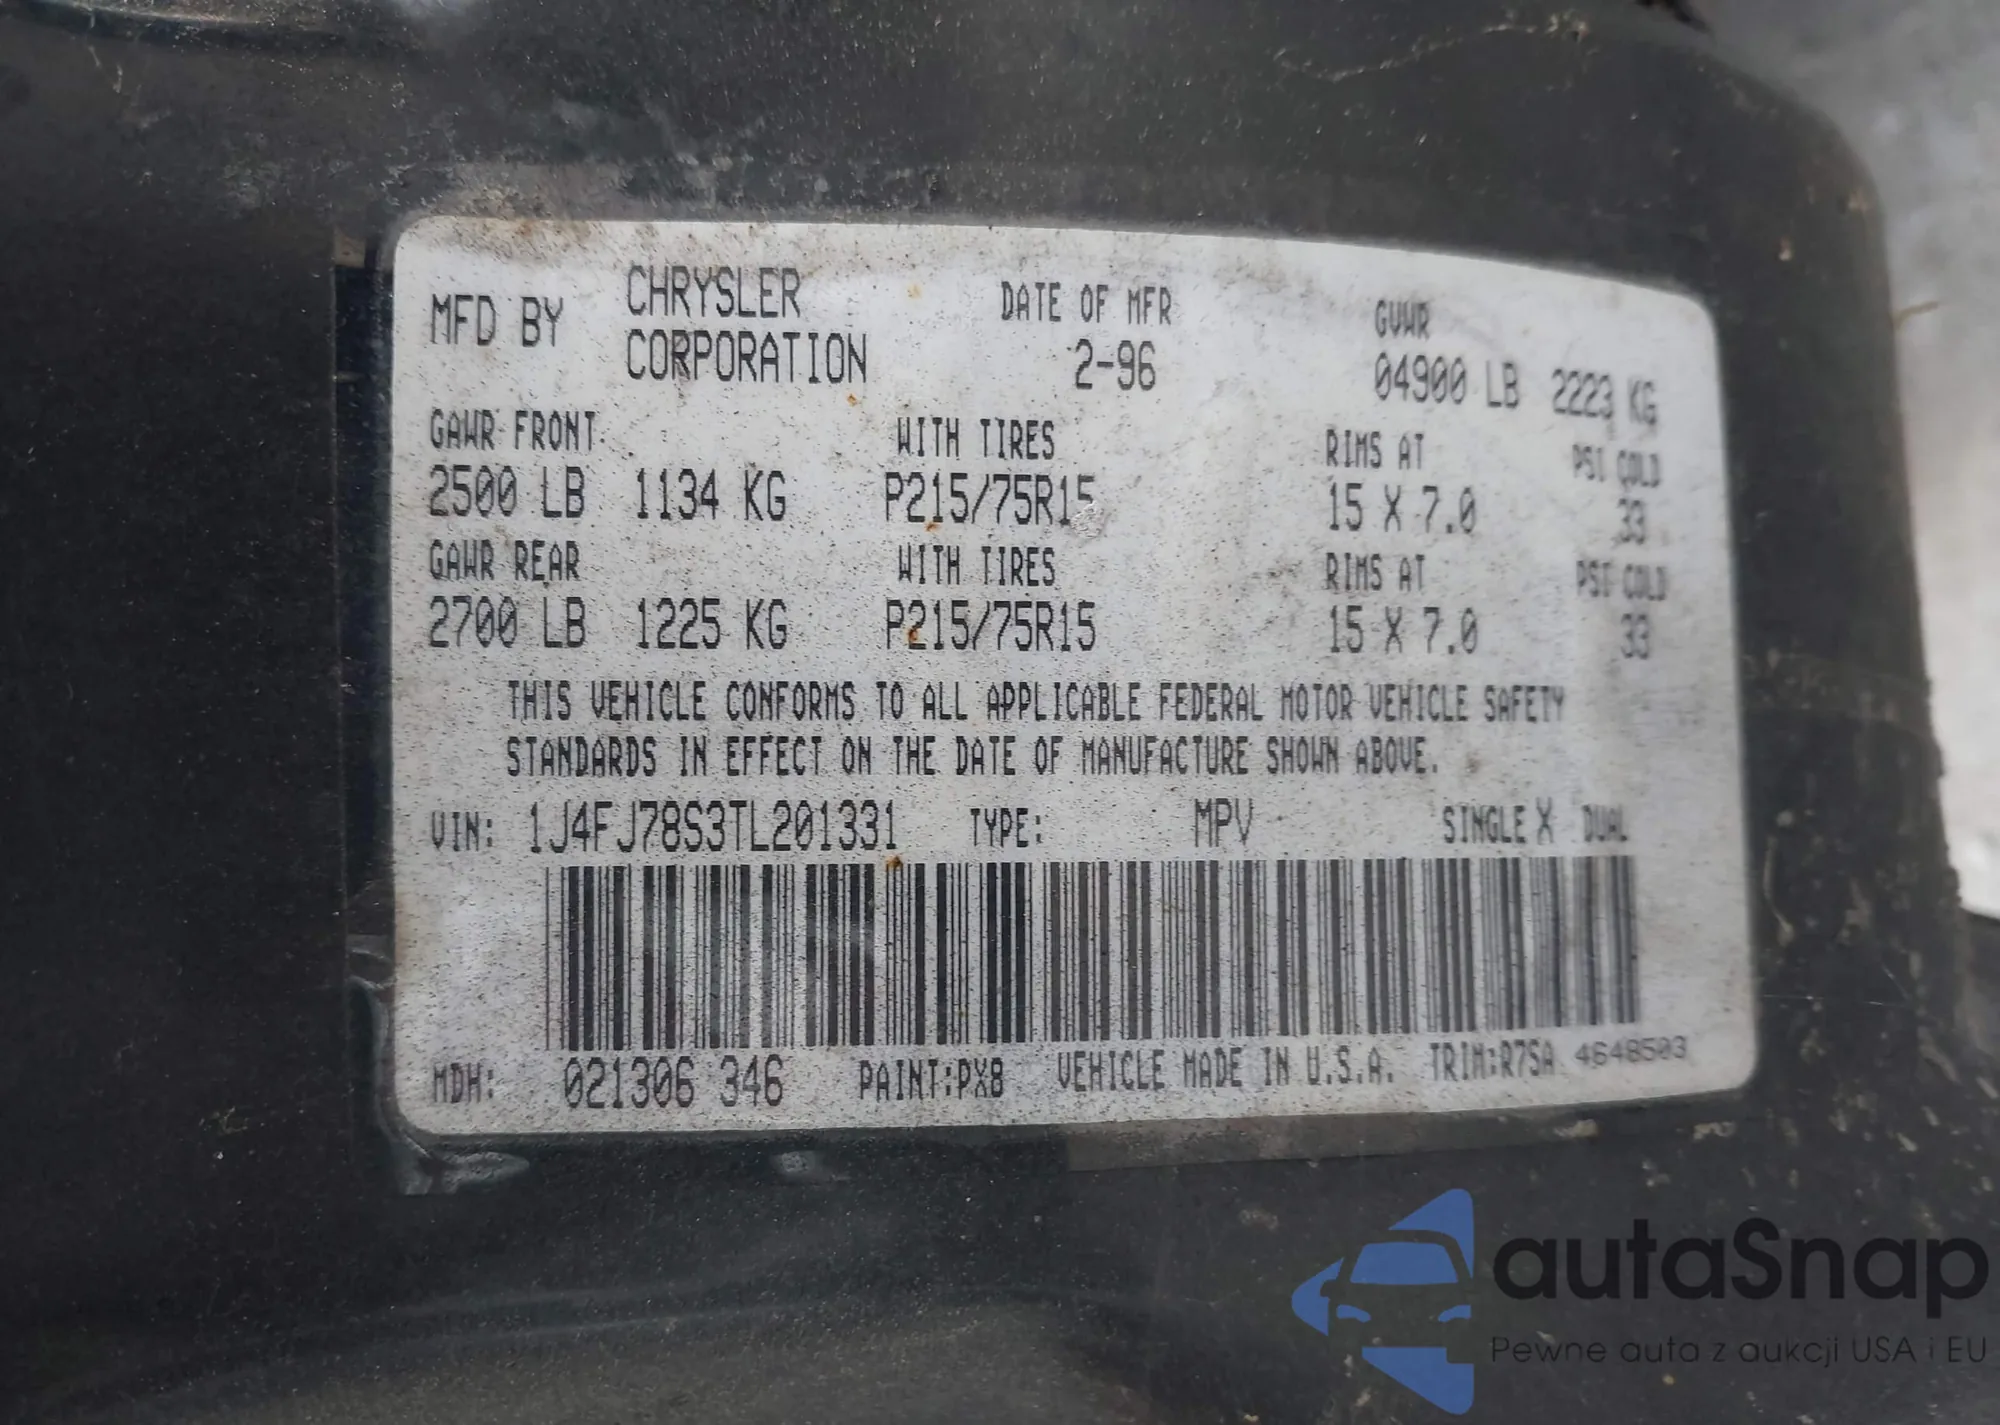 MFD BY CHRYSLER CORPORATION DATE OF MFR 2-96 GVWR 04900 LB 2223 KG
GAWR FRONT WITH TIRES RIMS AT PSI COLD
2500 LB 1134 KG P215/75R15 15 X 7.0 33
GAWR REAR WITH TIRES RIMS AT PSI COLD
2700 LB 1225 KG P215/75R15 15 X 7.0 33
THIS VEHICLE CONFORMS TO ALL APPLICABLE FEDERAL MOTOR VEHICLE SAFETY
STANDARDS IN EFFECT ON THE DATE OF MANUFACTURE SHOWN ABOVE.
VIN: 1J4FJ78S3TL201331 TYPE: MPV SINGLE X DUAL
MDH: 021306 346 PAINT:PX8 VEHICLE MADE IN U.S.A. TRIM:R7SA 4648503
autaSnap
Pewne auta z aukcji USA i EU